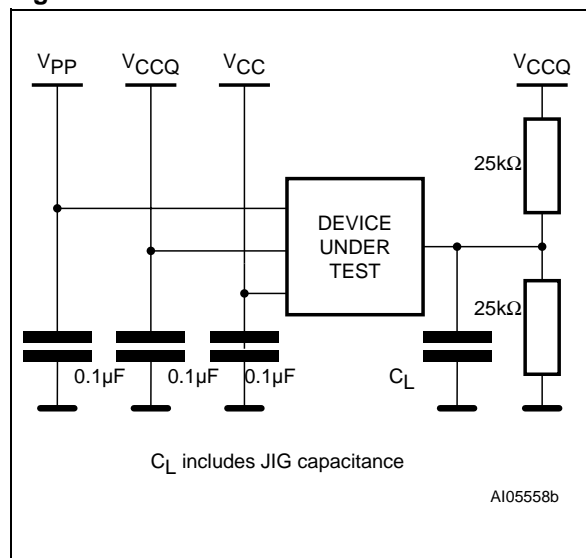 VPP
VCCQ
VCC
VCCQ
25kΩ
DEVICE
UNDER
TEST
25kΩ
0.1µF
0.1µF
0.1µF
CL
CL includes JIG capacitance
AI05558b